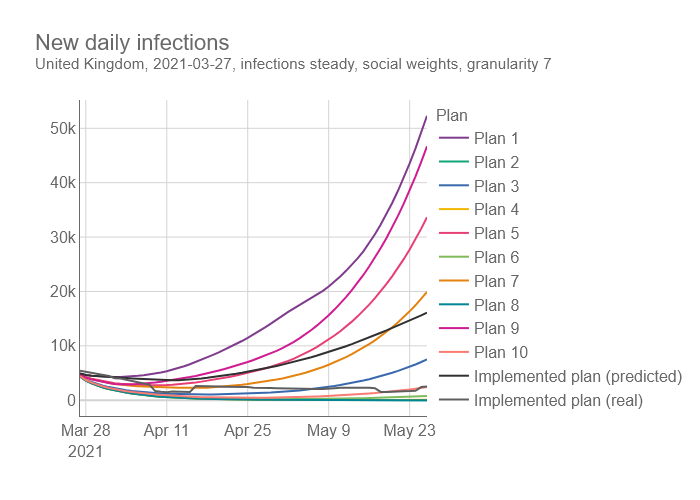 New daily infections
United Kingdom, 2021-03-27, infections steady, social weights, granularity 7
Plan
50k
40k
30k
20k
10k
0
Plan 1
Plan 2
Plan 3
Plan 4
Plan 5
Plan 6
Plan 7
Plan 8
Plan 9
Plan 10
Implemented plan (predicted)
Implemented plan (real)
Mar 28 Apr 11 Apr 25 May 9 May 23
2021